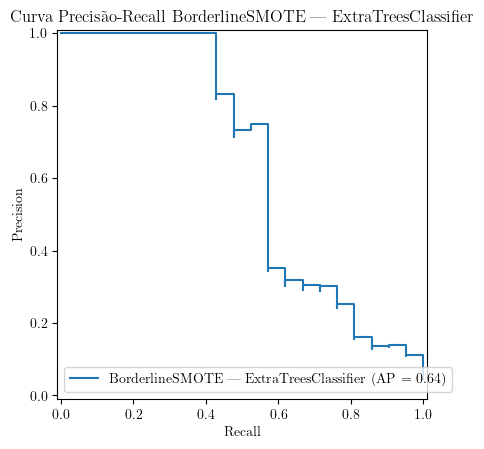 Curva Precisão-Recall BorderlineSMOTE — ExtraTreesClassifier
1.0
0.8
0.6
0.4
0.2
0.0
Precision
BorderlineSMOTE — ExtraTreesClassifier (AP = 0.64)
0.0 0.2 0.4 0.6 0.8 1.0
Recall